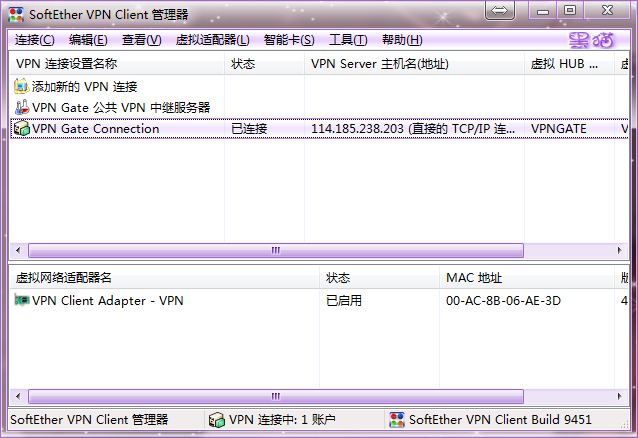 SoftEther VPN Client 管理器
连接(C) 编辑(E) 查看(V) 虚拟适配器(L) 智能卡(S) 工具(T) 帮助(H) 黑猫
VPN 连接设置名称 状态 VPN Server 主机名(地址) 虚拟 HUB ...
添加新的 VPN 连接
VPN Gate 公共 VPN 中继服务器
VPN Gate Connection 已连接 114.185.238.203 (直接的 TCP/IP 连... VPNGATE
虚拟网络适配器名 状态 MAC 地址
VPN Client Adapter - VPN 已启用 00-AC-8B-06-AE-3D 4
SoftEther VPN Client 管理器 VPN 连接中: 1 账户 SoftEther VPN Client Build 9451